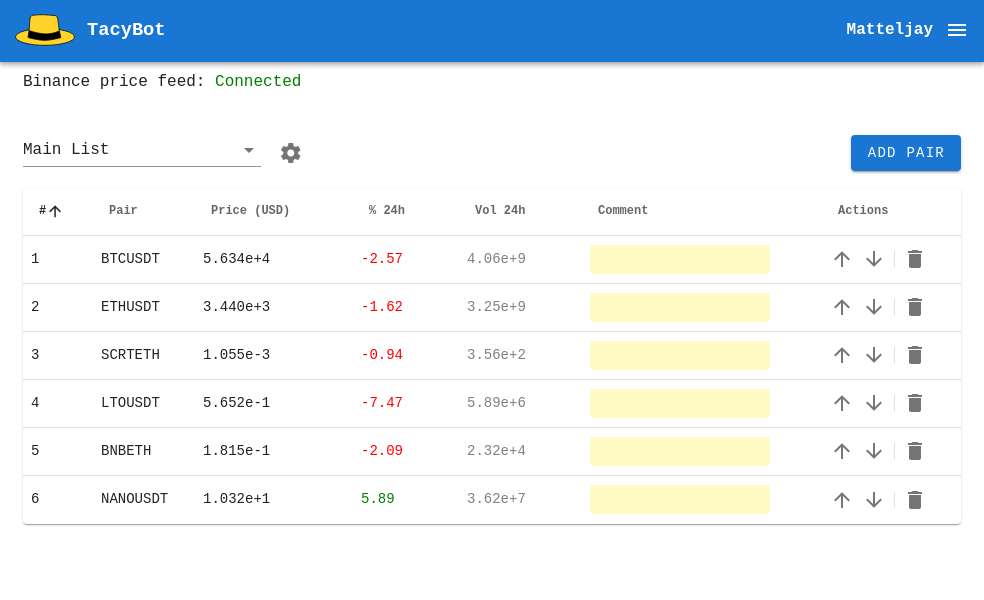 TacyBot Matteljay
Binance price feed: Connected
Main List ADD PAIR
# Pair Price (USD) % 24h Vol 24h Comment Actions
1 BTCUSDT 5.634e+4 -2.57 4.06e+9
2 ETHUSDT 3.440e+3 -1.62 3.25e+9
3 SCRTETH 1.055e-3 -0.94 3.56e+2
4 LTOUSDT 5.652e-1 -7.47 5.89e+6
5 BNBETH 1.815e-1 -2.09 2.32e+4
6 NANOUSDT 1.032e+1 5.89 3.62e+7